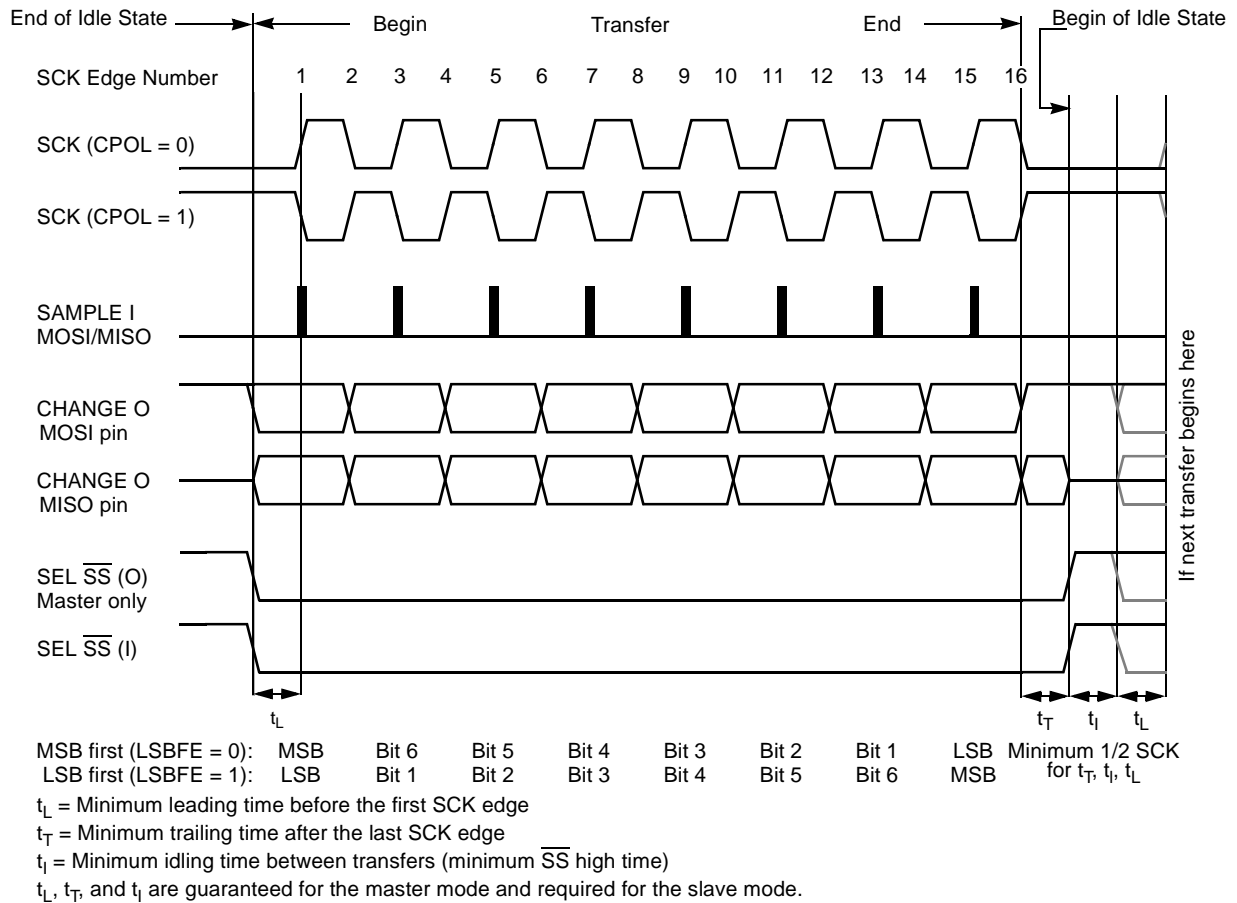 End of Idle State Begin Transfer End Begin of Idle State
SCK Edge Number 1 2 3 4 5 6 7 8 9 10 11 12 13 14 15 16
SCK (CPOL = 0)
SCK (CPOL = 1)
SAMPLE I
MOSI/MISO
CHANGE O
MOSI pin
CHANGE O
MISO pin
SEL SS (O)
Master only
SEL SS (I)
If next transfer begins here
tL tT tI tL
MSB first (LSBFE = 0): MSB Bit 6 Bit 5 Bit 4 Bit 3 Bit 2 Bit 1 LSB Minimum 1/2 SCK
LSB first (LSBFE = 1): LSB Bit 1 Bit 2 Bit 3 Bit 4 Bit 5 Bit 6 MSB for tT, tI, tL
tL = Minimum leading time before the first SCK edge
tT = Minimum trailing time after the last SCK edge
tI = Minimum idling time between transfers (minimum SS high time)
tL, tT, and tI are guaranteed for the master mode and required for the slave mode.